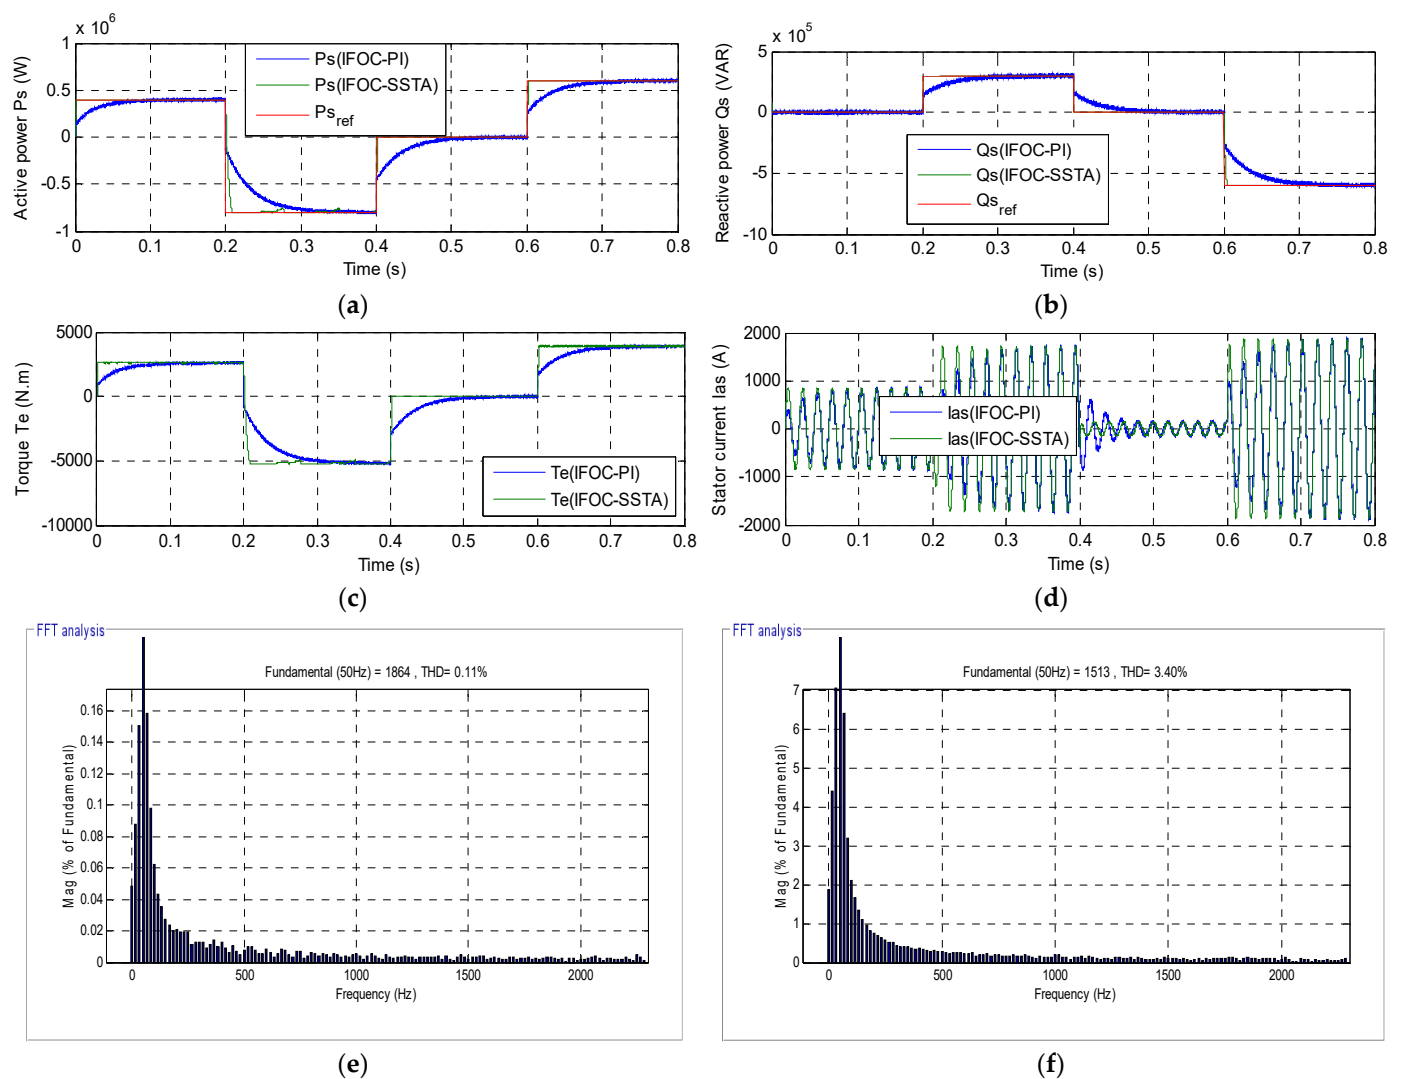 x 10^6
1
0.5
0
-0.5
-1
Active power Ps (W)
Ps(IFOC-PI)
Ps(IFOC-SSTA)
Ps_ref
0 0.1 0.2 0.3 0.4 0.5 0.6 0.7 0.8
Time (s)
(a)
x 10^5
5
0
-5
-10
Reactive power Qs (VAR)
Qs(IFOC-PI)
Qs(IFOC-SSTA)
Qs_ref
0 0.1 0.2 0.3 0.4 0.5 0.6 0.7 0.8
Time (s)
(b)
5000
0
-5000
-10000
Torque Te (N.m)
Te(IFOC-PI)
Te(IFOC-SSTA)
0 0.1 0.2 0.3 0.4 0.5 0.6 0.7 0.8
Time (s)
(c)
2000
1000
0
-1000
-2000
Stator current Ias (A)
Ias(IFOC-PI)
Ias(IFOC-SSTA)
0 0.1 0.2 0.3 0.4 0.5 0.6 0.7 0.8
Time (s)
(d)
FFT analysis
Fundamental (50Hz) = 1864 , THD= 0.11%
0.16
0.14
0.12
0.1
0.08
0.06
0.04
0.02
0
Mag (% of Fundamental)
0 500 1000 1500 2000
Frequency (Hz)
(e)
FFT analysis
Fundamental (50Hz) = 1513 , THD= 3.40%
7
6
5
4
3
2
1
0
Mag (% of Fundamental)
0 500 1000 1500 2000
Frequency (Hz)
(f)